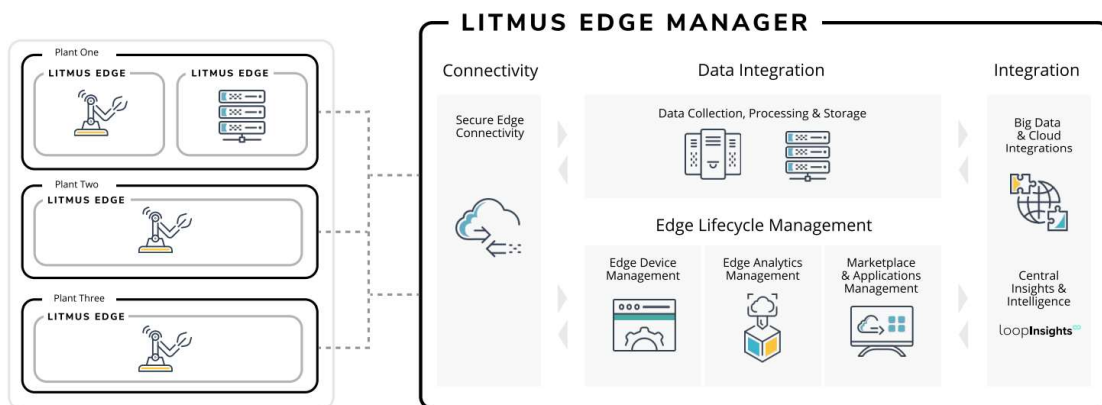 LITMUS EDGE MANAGER
Plant One
LITMUS EDGE
LITMUS EDGE
Plant Two
LITMUS EDGE
Plant Three
LITMUS EDGE
Connectivity
Secure Edge
Connectivity
Data Integration
Data Collection, Processing & Storage
Edge Lifecycle Management
Edge Device
Management
Edge Analytics
Management
Marketplace
& Applications
Management
Integration
Big Data
& Cloud
Integrations
Central
Insights &
Intelligence
loopInsights